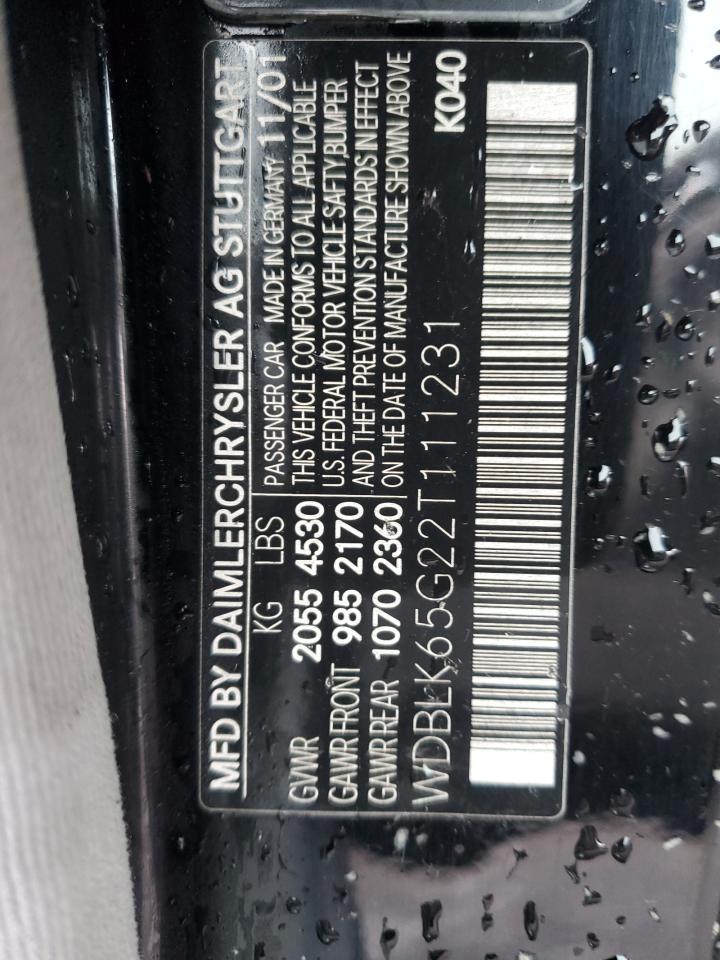 MFD BY DAIMLERCHRYSLER AG STUTTGART
KG LBS PASSENGER CAR MADE IN GERMANY 11/01
GVWR 2055 4530 THIS VEHICLE CONFORMS TO ALL APPLICABLE
GAWR FRONT 985 2170 U.S. FEDERAL MOTOR VEHICLE SAFTY,BUMPER
GAWR REAR 1070 2360 AND THEFT PREVENTION STANDARDS IN EFFECT
ON THE DATE OF MANUFACTURE SHOWN ABOVE
WDBLK65G22T111231 K040